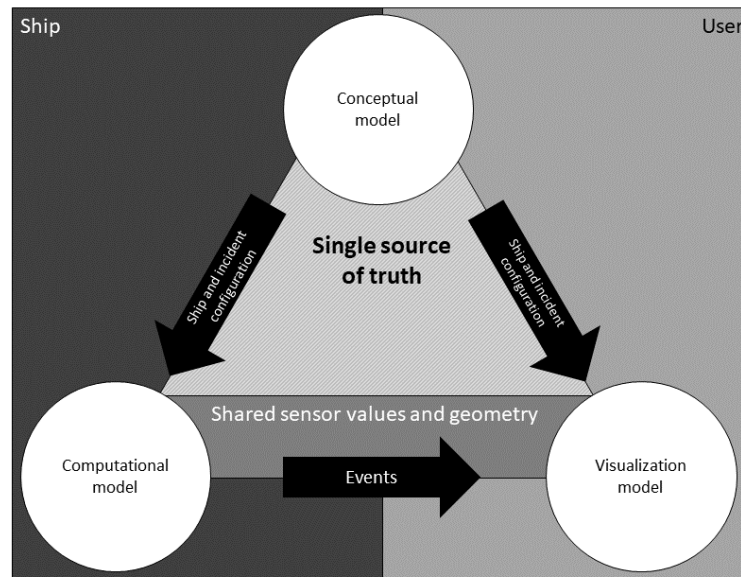 Ship
User
Conceptual
model
Single source
of truth
Ship and incident
configuration
Ship and incident
configuration
Shared sensor values and geometry
Computational
model
Events
Visualization
model